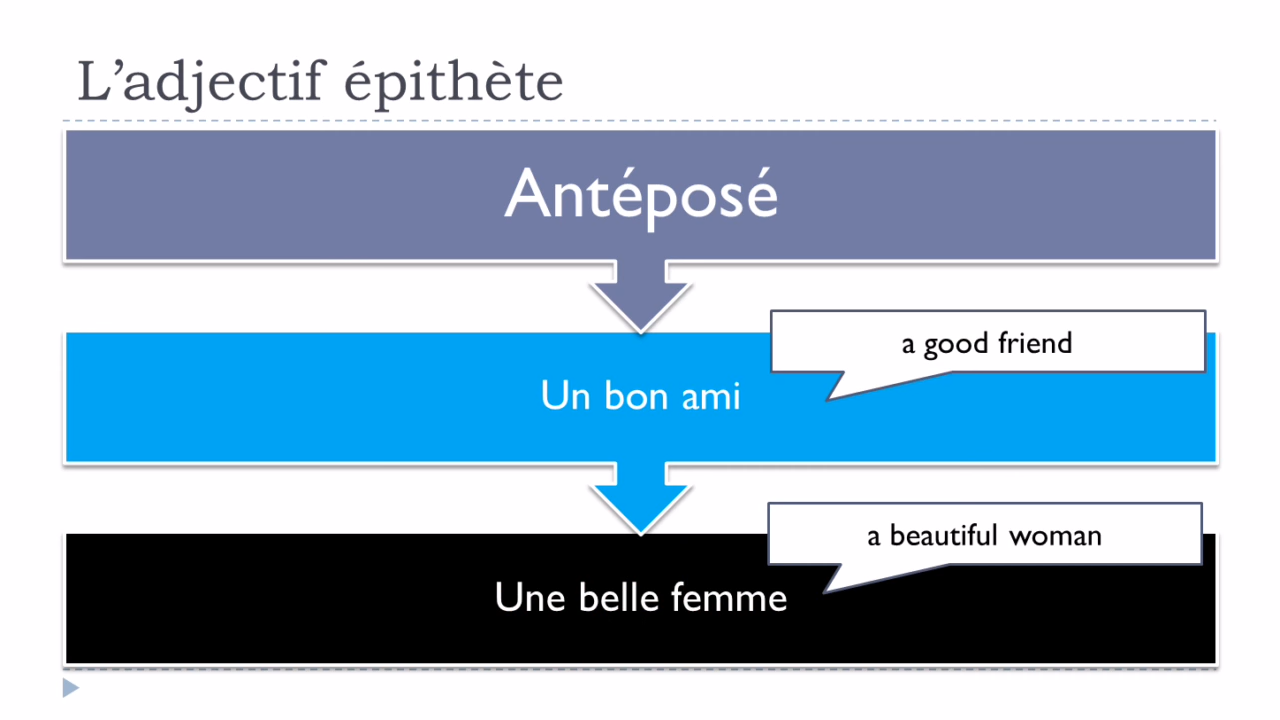 L’adjectif épithète
Antéposé
a good friend
Un bon ami
a beautiful woman
Une belle femme